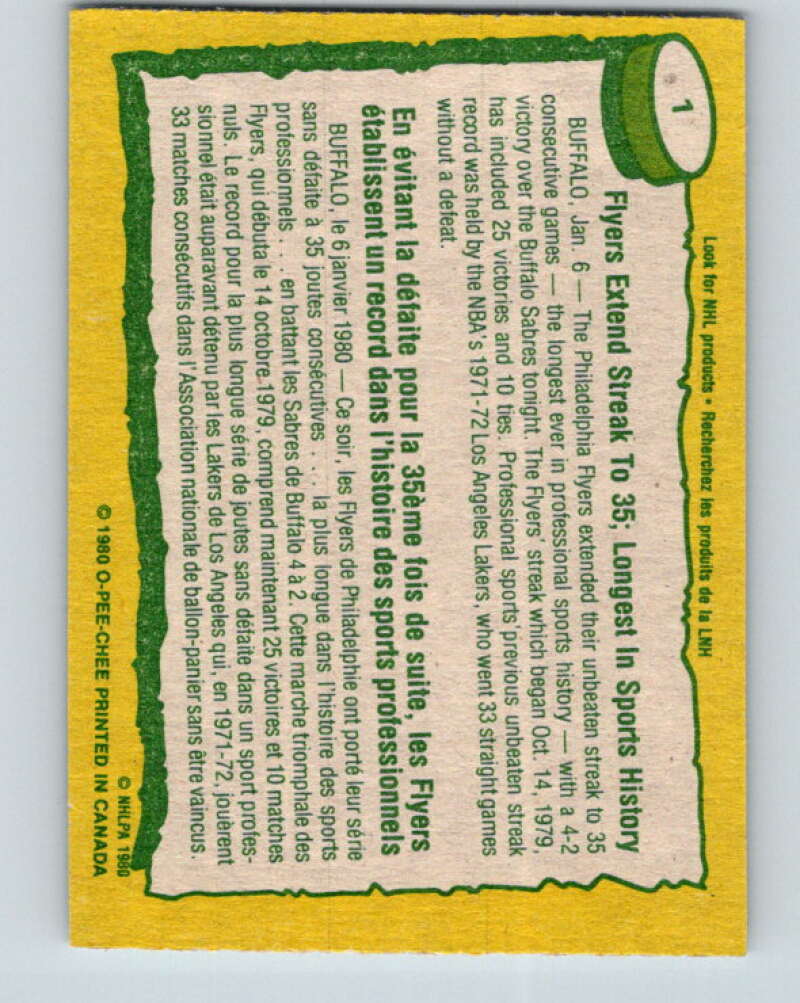 Look for NHL products • Recherchez les produits de la LNH
1
Flyers Extend Streak To 35; Longest In Sports History
BUFFALO, Jan. 6 — The Philadelphia Flyers extended their unbeaten streak to 35
consecutive games — the longest ever in professional sports history — with a 4-2
victory over the Buffalo Sabres tonight. The Flyers' streak which began Oct. 14, 1979,
has included 25 victories and 10 ties. Professional sports' previous unbeaten streak
record was held by the NBA's 1971-72 Los Angeles Lakers, who went 33 straight games
without a defeat.
En évitant la défaite pour la 35ème fois de suite, les Flyers
établissent un record dans l'histoire des sports professionnels
BUFFALO, le 6 janvier 1980 — Ce soir, les Flyers de Philadelphie ont porté leur série
sans défaite à 35 joutes consécutives . . . la plus longue dans l'histoire des sports
professionnels . . . en battant les Sabres de Buffalo 4 à 2. Cette marche triomphale des
Flyers, qui débuta le 14 octobre 1979, comprend maintenant 25 victoires et 10 matches
nuls. Le record pour la plus longue série de joutes sans défaite dans un sport profes-
sionnel était auparavant détenu par les Lakers de Los Angeles qui, en 1971-72, jouèrent
33 matches consécutifs dans l'Association nationale de ballon-panier sans être vaincus.
© NHLPA 1980
© 1980 O-PEE-CHEE PRINTED IN CANADA